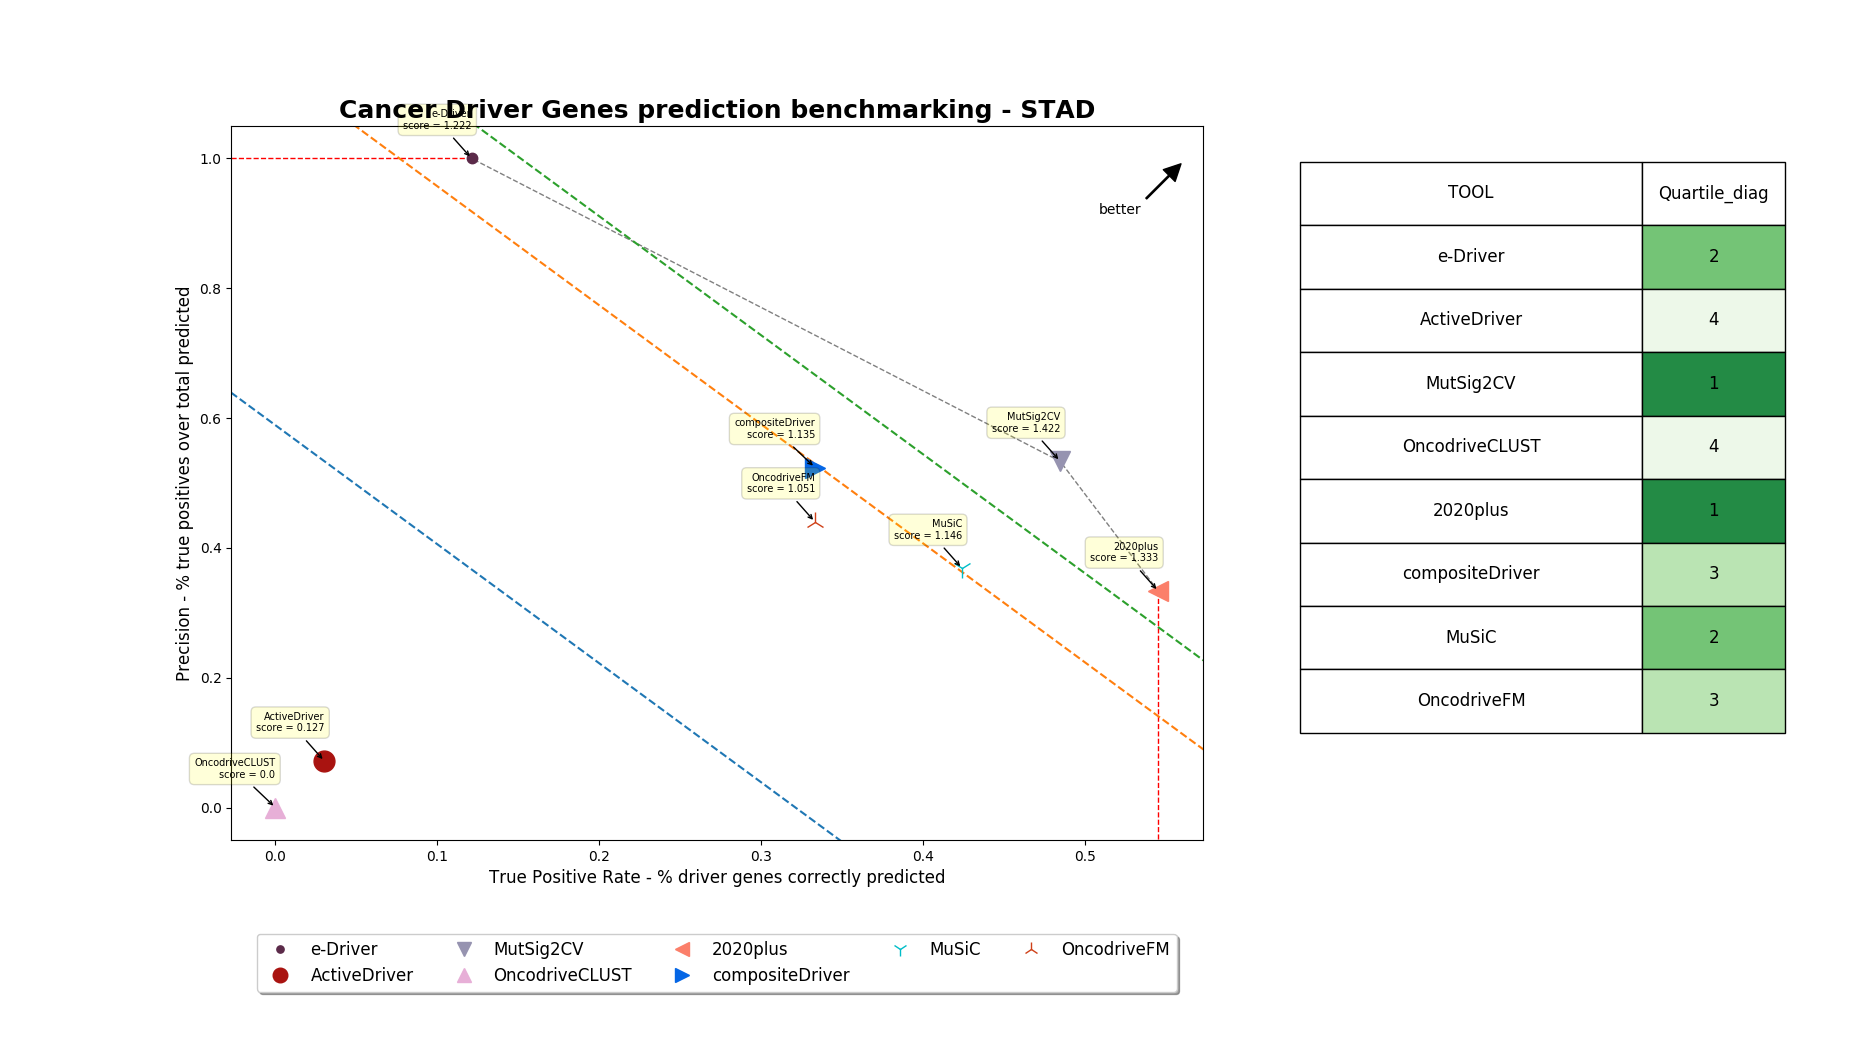 Cancer Driver Genes prediction benchmarking - STAD
e-Driver
score = 1.222
better
compositeDriver
score = 1.135
OncodriveFM
score = 1.051
MutSig2CV
score = 1.422
MuSiC
score = 1.146
2020plus
score = 1.333
ActiveDriver
score = 0.127
OncodriveCLUST
score = 0.0
Precision - % true positives over total predicted
1.0
0.8
0.6
0.4
0.2
0.0
0.0 0.1 0.2 0.3 0.4 0.5
True Positive Rate - % driver genes correctly predicted
e-Driver MutSig2CV 2020plus MuSiC OncodriveFM
ActiveDriver OncodriveCLUST compositeDriver
TOOL Quartile_diag
e-Driver 2
ActiveDriver 4
MutSig2CV 1
OncodriveCLUST 4
2020plus 1
compositeDriver 3
MuSiC 2
OncodriveFM 3